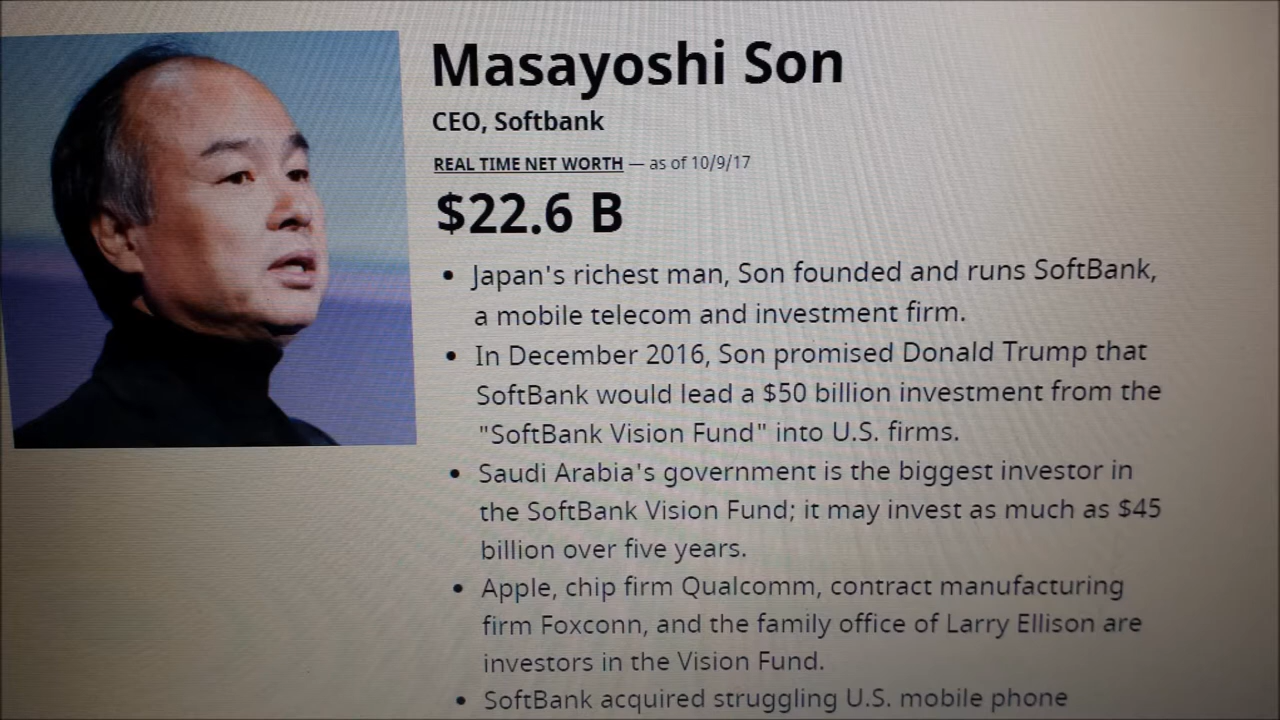 Masayoshi Son
CEO, Softbank
REAL TIME NET WORTH — as of 10/9/17
$22.6 B
• Japan's richest man, Son founded and runs SoftBank,
a mobile telecom and investment firm.
• In December 2016, Son promised Donald Trump that
SoftBank would lead a $50 billion investment from the
"SoftBank Vision Fund" into U.S. firms.
• Saudi Arabia's government is the biggest investor in
the SoftBank Vision Fund; it may invest as much as $45
billion over five years.
• Apple, chip firm Qualcomm, contract manufacturing
firm Foxconn, and the family office of Larry Ellison are
investors in the Vision Fund.
• SoftBank acquired struggling U.S. mobile phone